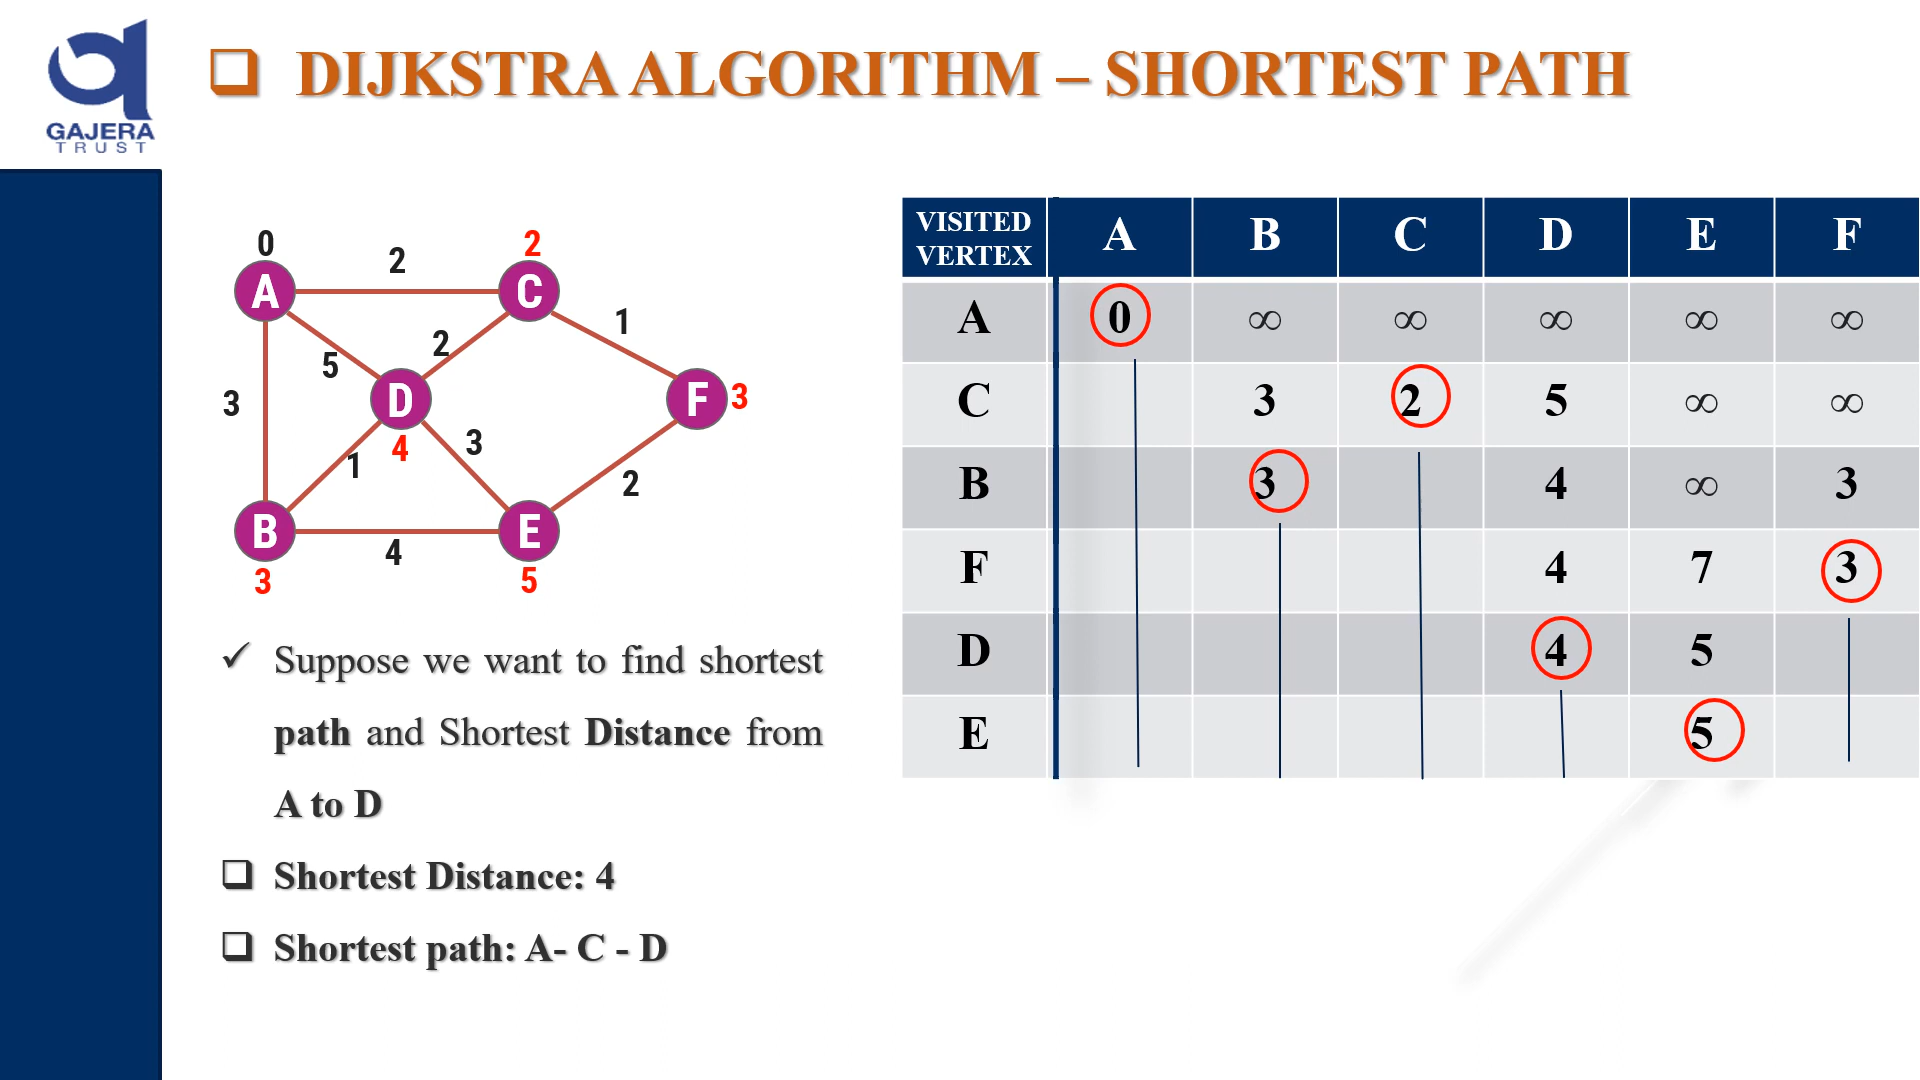 GAJERA
TRUST
❑ DIJKSTRA ALGORITHM – SHORTEST PATH
0
2
2
A
C
1
2
5
3
D
F
3
4
3
1
2
B
E
4
3
5
✓ Suppose we want to find shortest
path and Shortest Distance from
A to D
❑ Shortest Distance: 4
❑ Shortest path: A- C - D
VISITED VERTEX A B C D E F
A 0 ∞ ∞ ∞ ∞ ∞
C 3 2 5 ∞ ∞
B 3 4 ∞ 3
F 4 7 3
D 4 5
E 5